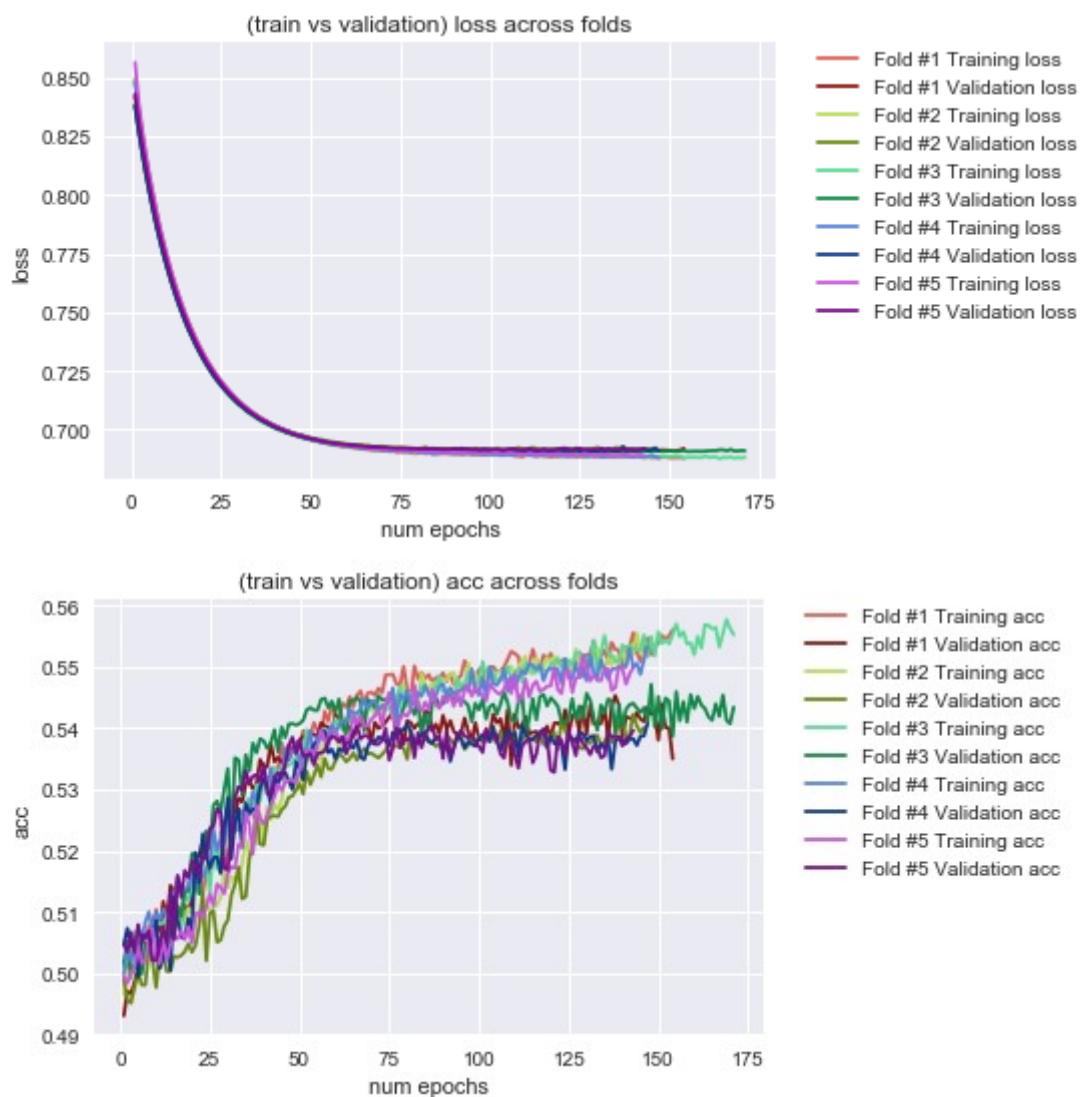 (train vs validation) loss across folds
0.850
0.825
0.800
0.775
0.750
0.725
0.700
loss
0
25
50
75
100
125
150
175
num epochs
Fold #1 Training loss
Fold #1 Validation loss
Fold #2 Training loss
Fold #2 Validation loss
Fold #3 Training loss
Fold #3 Validation loss
Fold #4 Training loss
Fold #4 Validation loss
Fold #5 Training loss
Fold #5 Validation loss
(train vs validation) acc across folds
0.56
0.55
0.54
0.53
0.52
0.51
0.50
0.49
acc
0
25
50
75
100
125
150
175
num epochs
Fold #1 Training acc
Fold #1 Validation acc
Fold #2 Training acc
Fold #2 Validation acc
Fold #3 Training acc
Fold #3 Validation acc
Fold #4 Training acc
Fold #4 Validation acc
Fold #5 Training acc
Fold #5 Validation acc